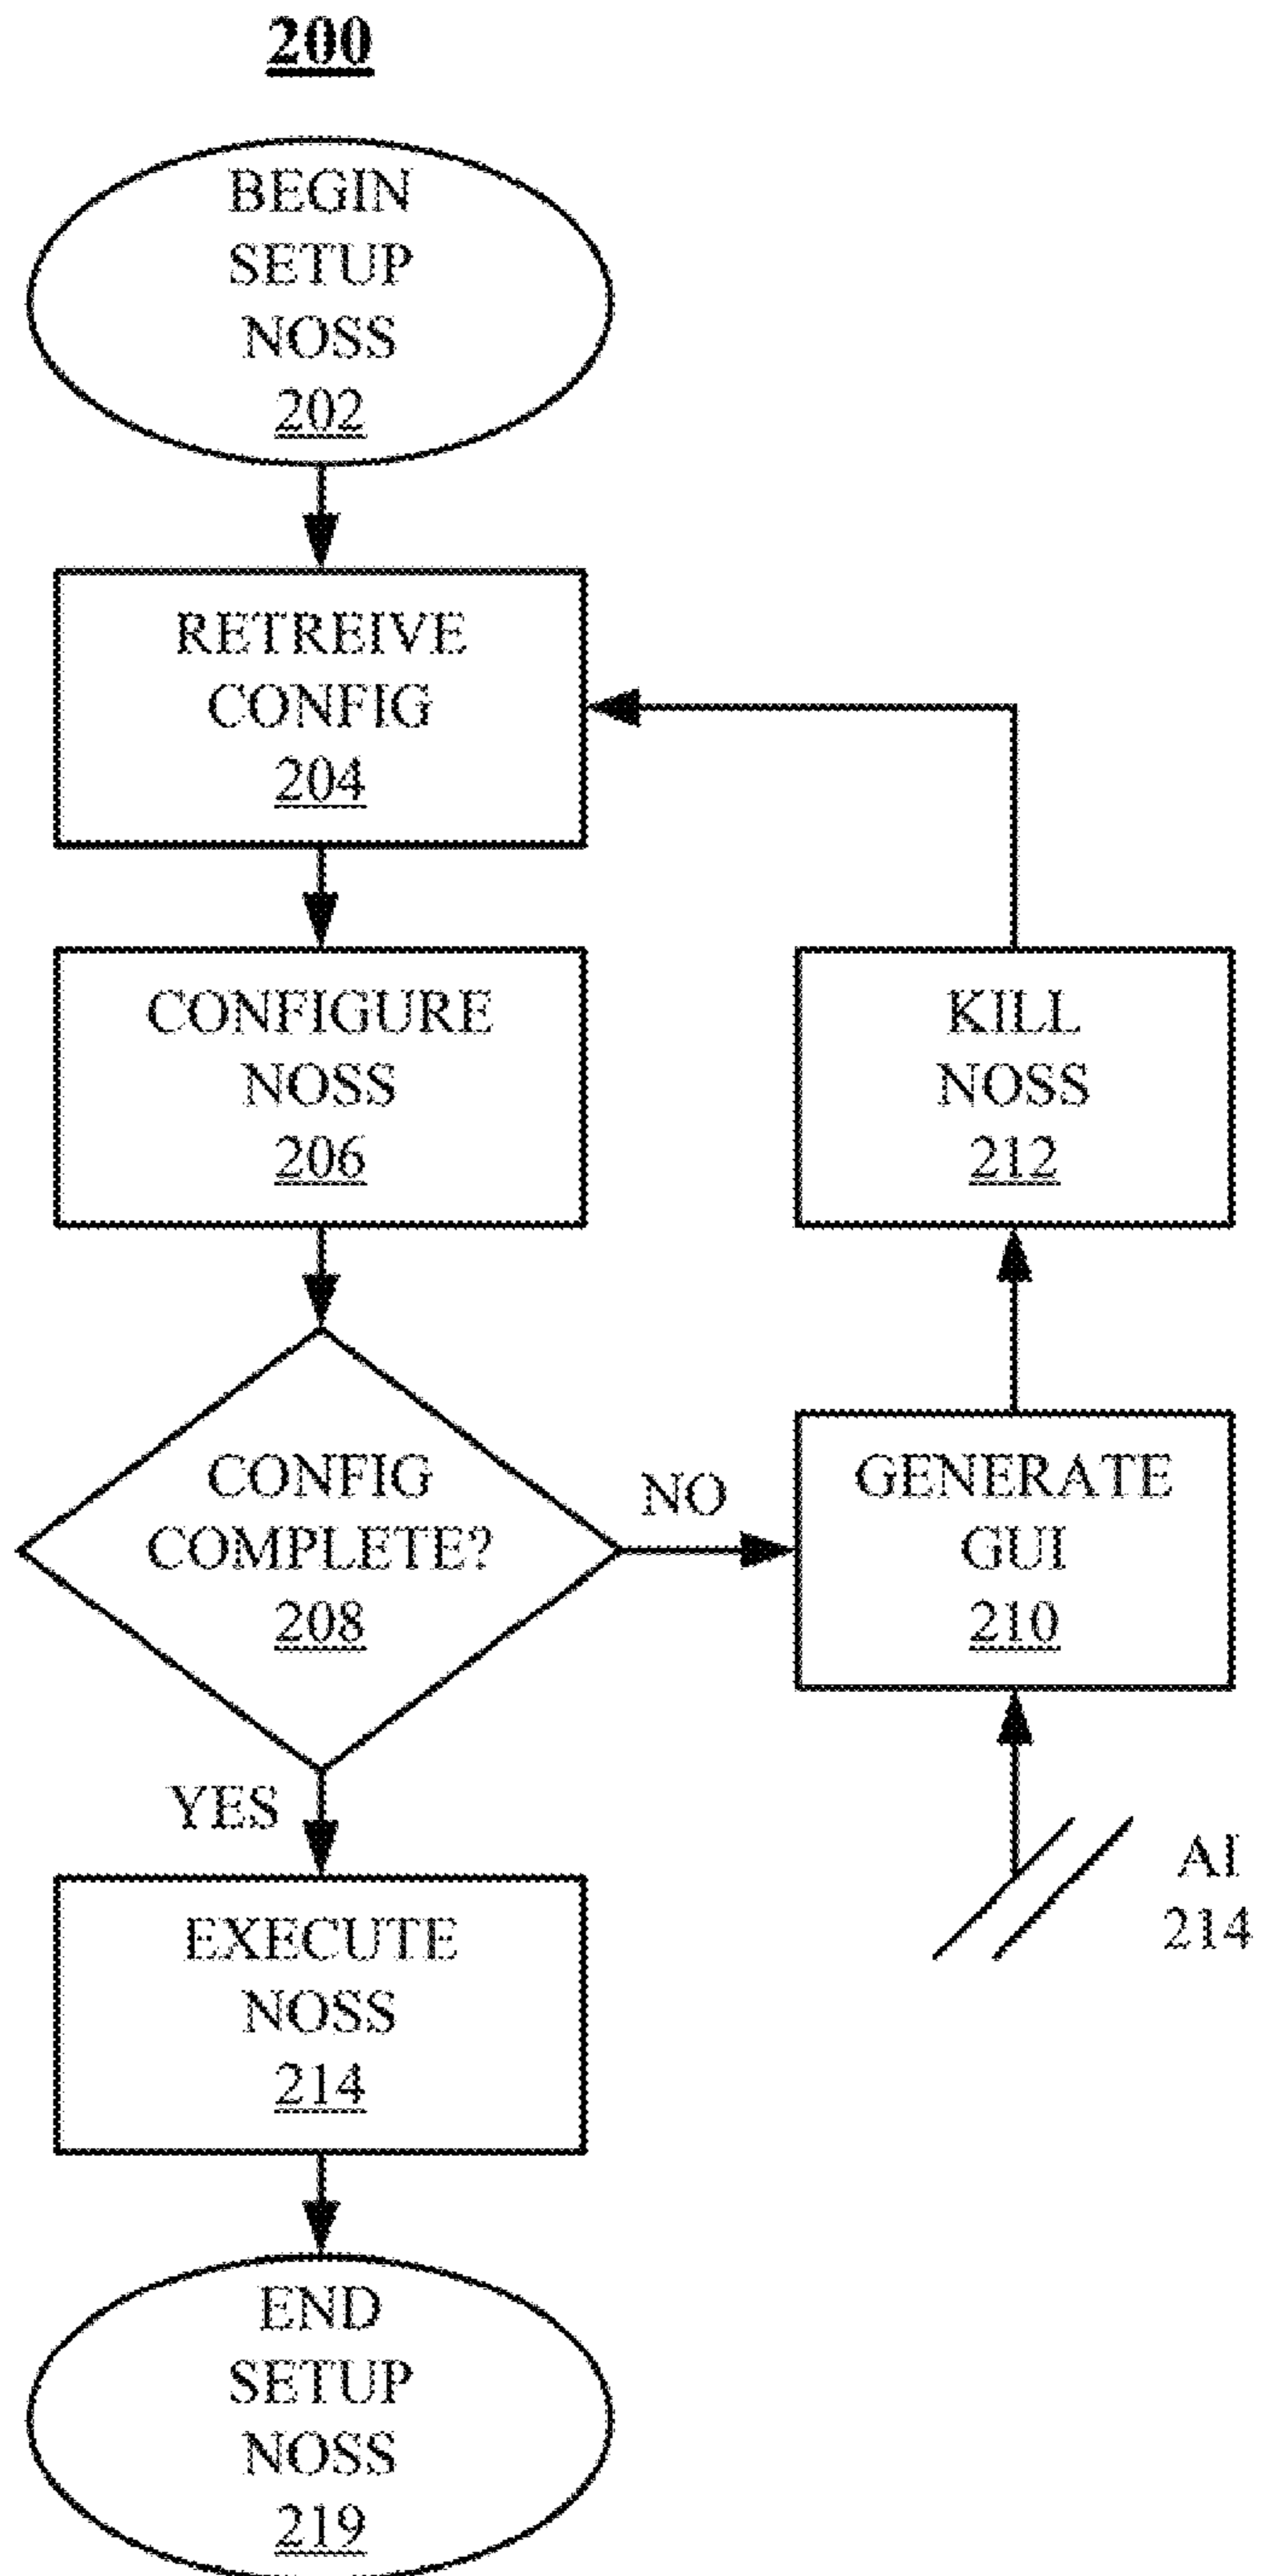 200
BEGIN
SETUP
NOSS
202
RETREIVE
CONFIG
204
CONFIGURE
NOSS
206
KILL
NOSS
212
CONFIG
COMPLETE?
208
NO
GENERATE
GUI
210
YES
AI
214
EXECUTE
NOSS
214
END
SETUP
NOSS
219